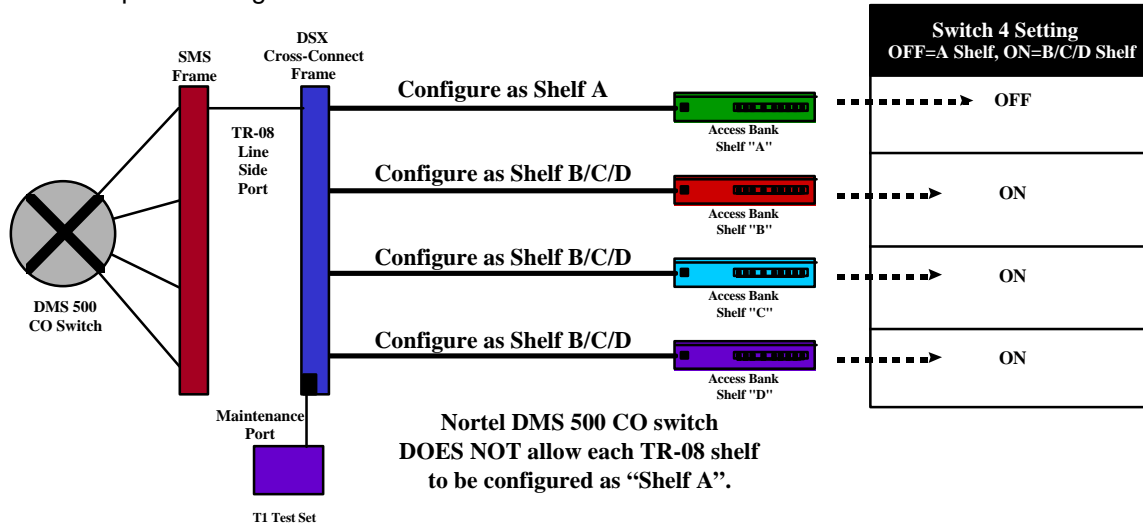 Switch 4 Setting
OFF=A Shelf, ON=B/C/D Shelf
DSX
Cross-Connect
Frame
SMS
Frame
Configure as Shelf A
OFF
Access Bank
Shelf "A"
TR-08
Line
Side
Port
Configure as Shelf B/C/D
ON
Access Bank
Shelf "B"
Configure as Shelf B/C/D
ON
Access Bank
Shelf "C"
DMS 500
CO Switch
Configure as Shelf B/C/D
ON
Access Bank
Shelf "D"
Maintenance
Port
Nortel DMS 500 CO switch
DOES NOT allow each TR-08 shelf
to be configured as “Shelf A”.
T1 Test Set